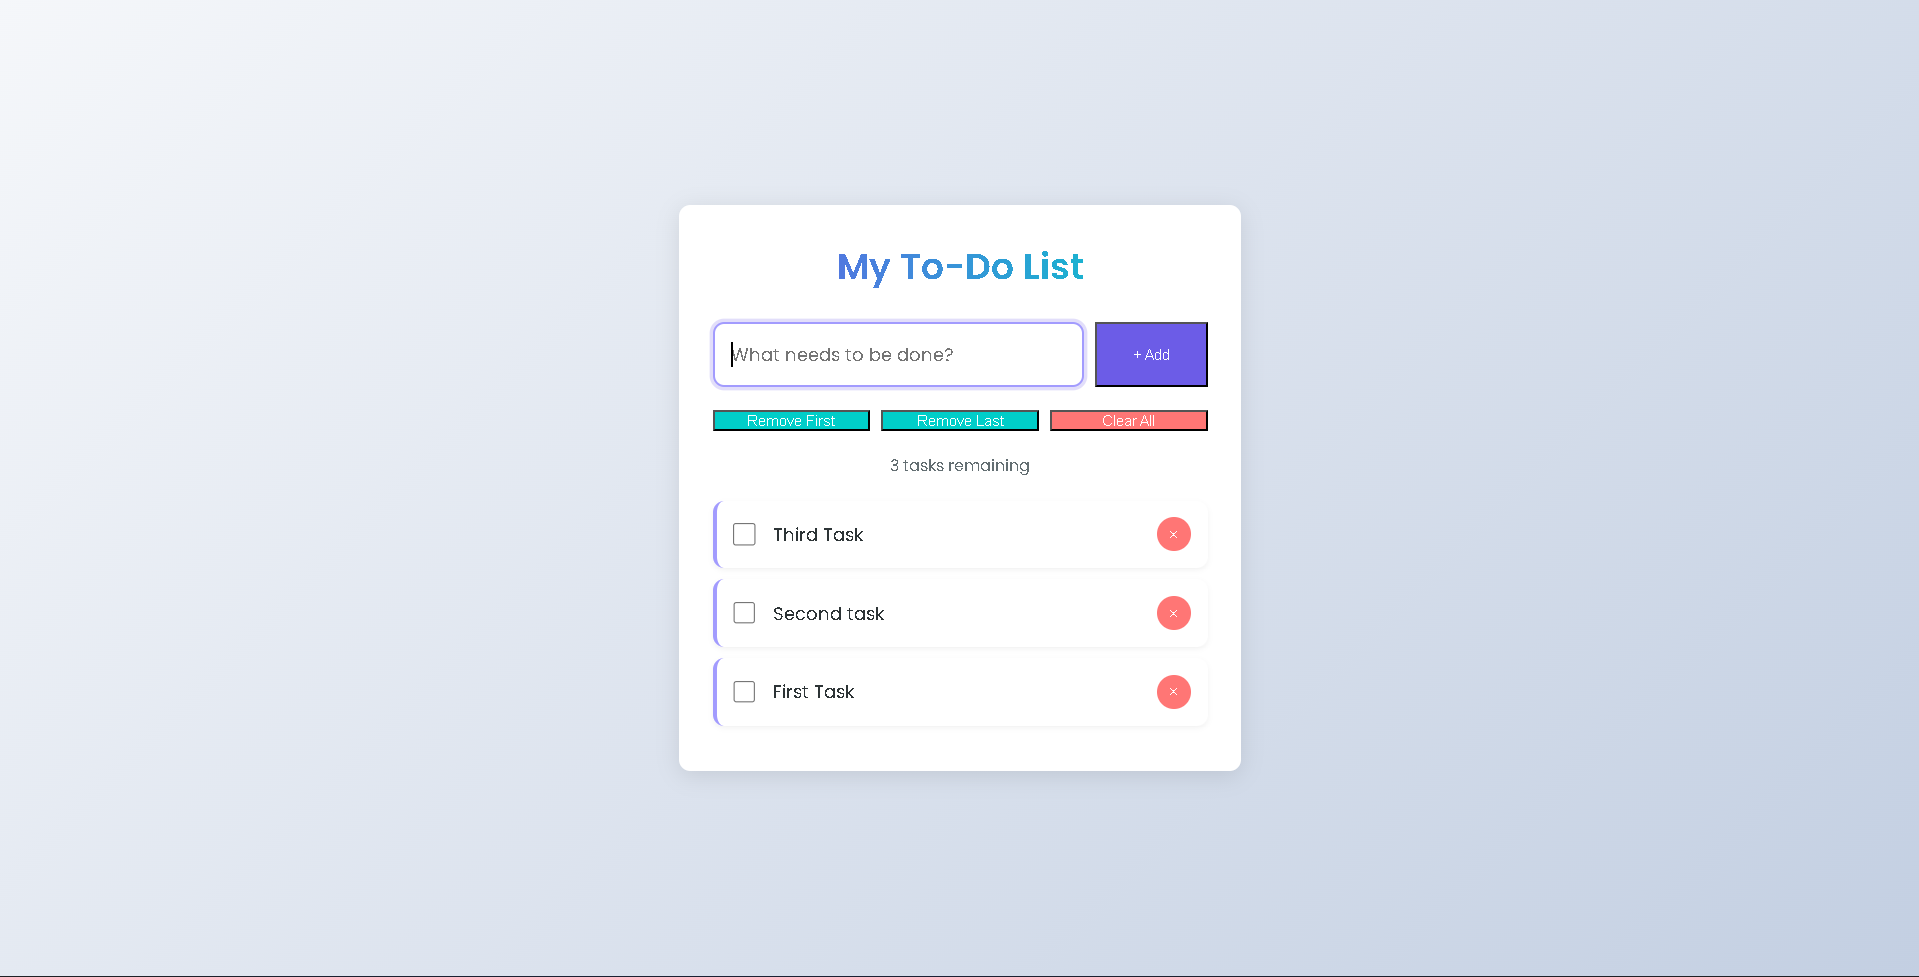 My To-Do List
What needs to be done?
+ Add
Remove First
Remove Last
Clear All
3 tasks remaining
Third Task
×
Second task
×
First Task
×